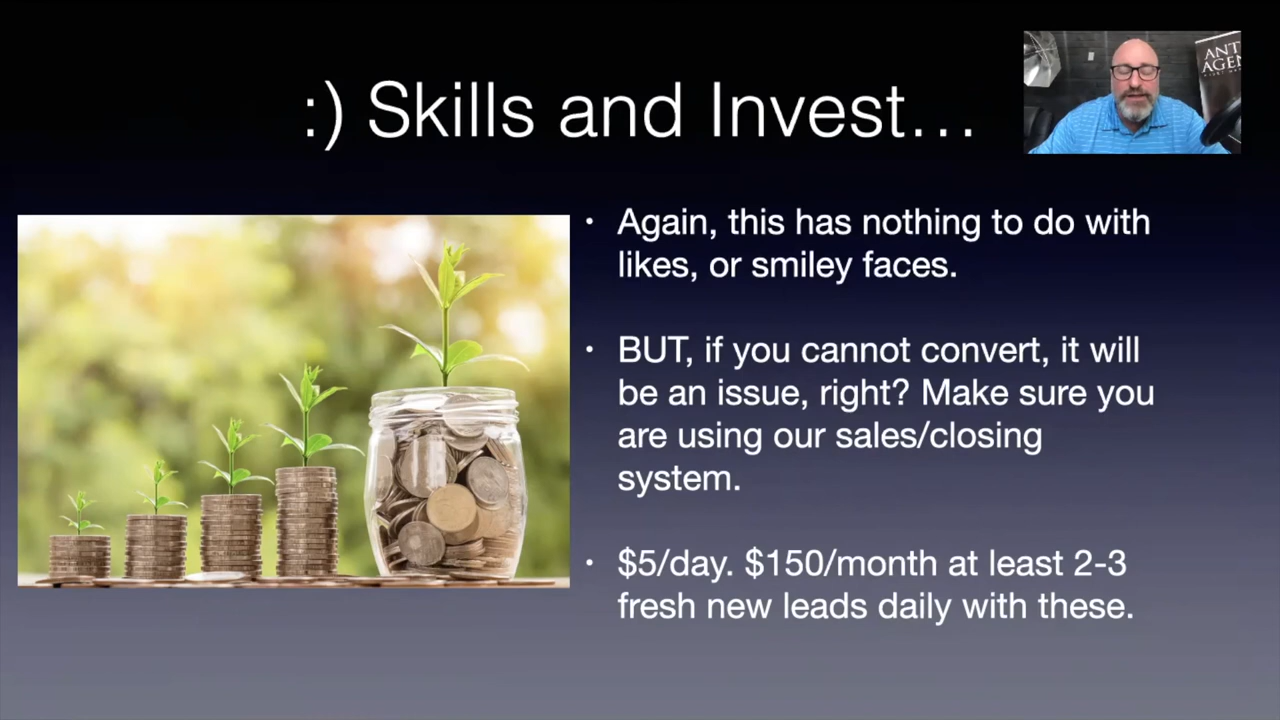 :) Skills and Invest…
ANT
AGEN
• Again, this has nothing to do with
likes, or smiley faces.
• BUT, if you cannot convert, it will
be an issue, right? Make sure you
are using our sales/closing
system.
• $5/day. $150/month at least 2-3
fresh new leads daily with these.